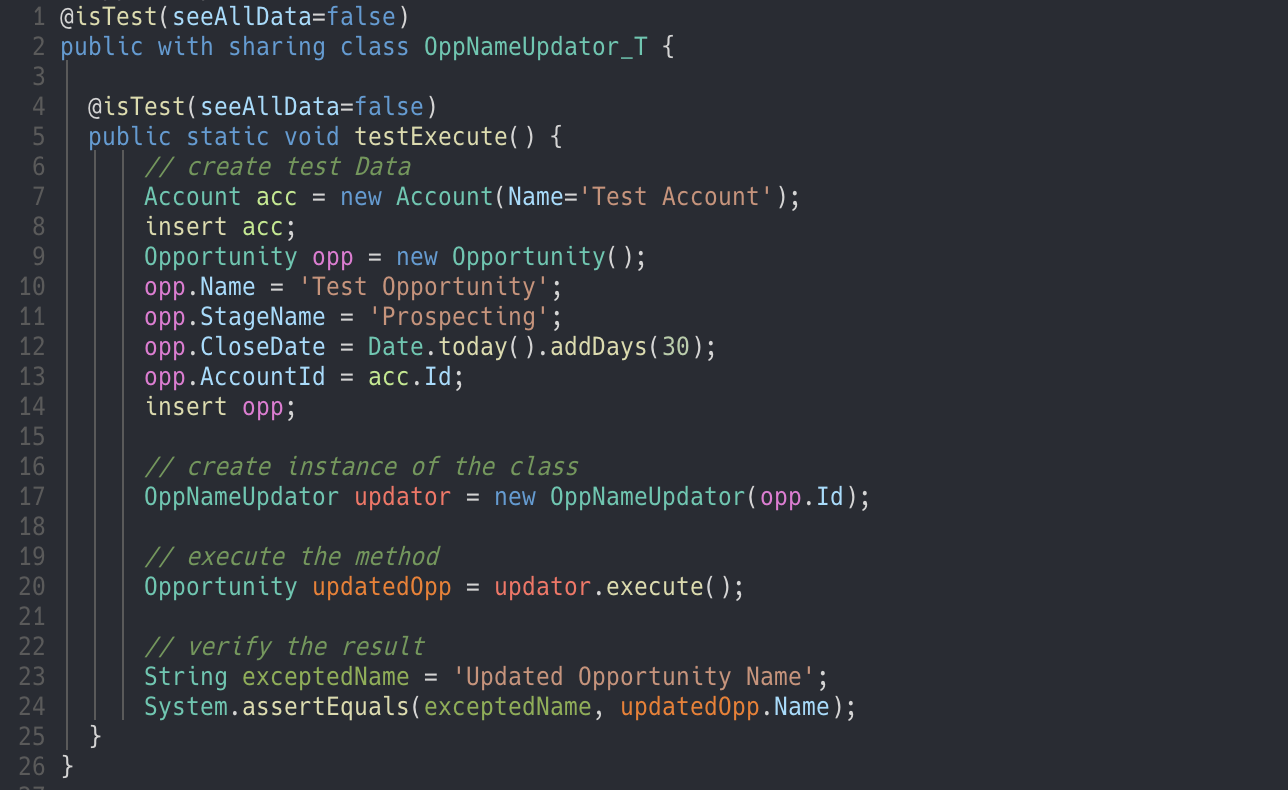 1 @isTest(seeAllData=false)
2 public with sharing class OppNameUpdator_T {
3
4 @isTest(seeAllData=false)
5 public static void testExecute() {
6 // create test Data
7 Account acc = new Account(Name='Test Account');
8 insert acc;
9 Opportunity opp = new Opportunity();
10 opp.Name = 'Test Opportunity';
11 opp.StageName = 'Prospecting';
12 opp.CloseDate = Date.today().addDays(30);
13 opp.AccountId = acc.Id;
14 insert opp;
15
16 // create instance of the class
17 OppNameUpdator updator = new OppNameUpdator(opp.Id);
18
19 // execute the method
20 Opportunity updatedOpp = updator.execute();
21
22 // verify the result
23 String exceptedName = 'Updated Opportunity Name';
24 System.assertEquals(exceptedName, updatedOpp.Name);
25 }
26 }